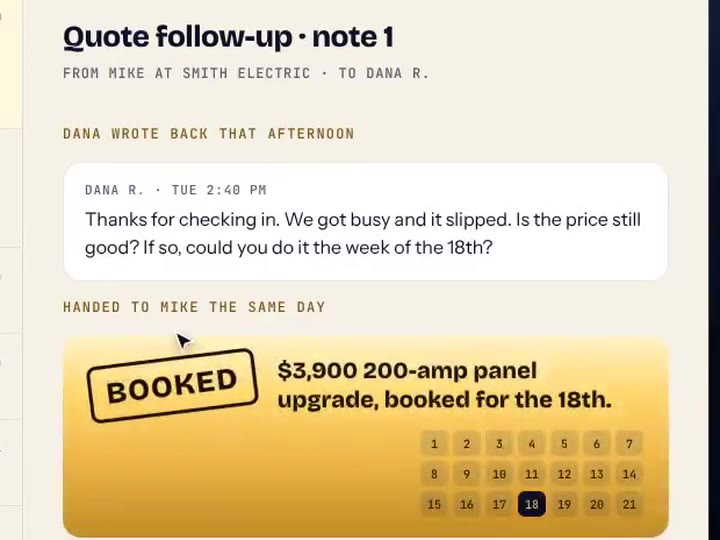 Quote follow-up · note 1
FROM MIKE AT SMITH ELECTRIC · TO DANA R.
DANA WROTE BACK THAT AFTERNOON
DANA R. · TUE 2:40 PM
Thanks for checking in. We got busy and it slipped. Is the price still
good? If so, could you do it the week of the 18th?
HANDED TO MIKE THE SAME DAY
BOOKED
$3,900 200-amp panel
upgrade, booked for the 18th.
1 2 3 4 5 6 7
8 9 10 11 12 13 14
15 16 17 18 19 20 21